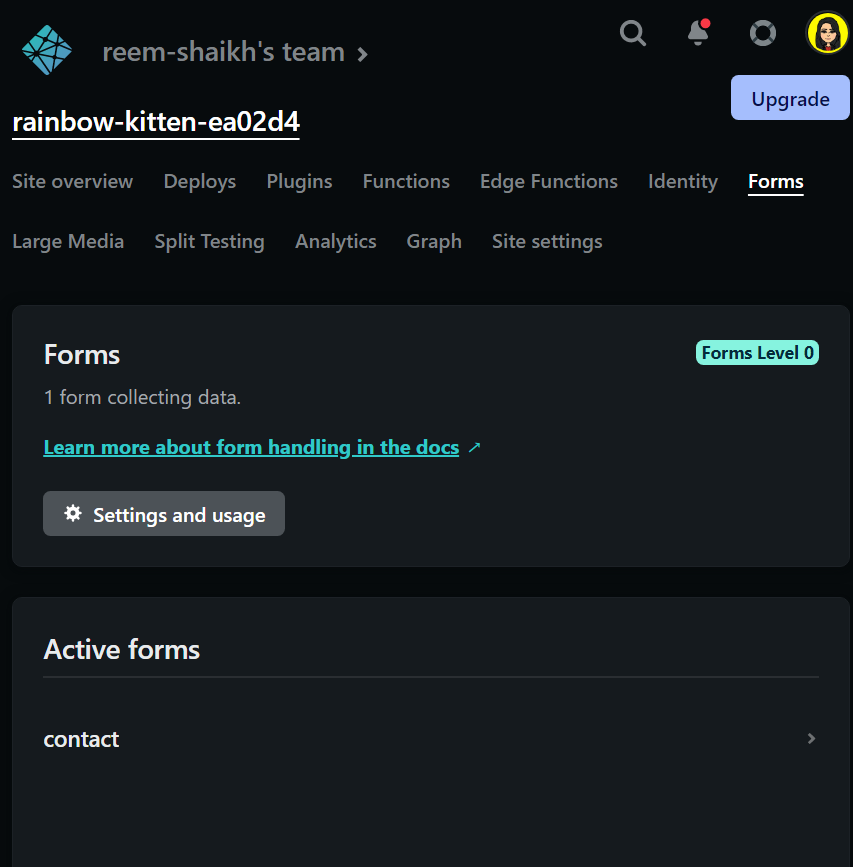 reem-shaikh's team
Upgrade
rainbow-kitten-ea02d4
Site overview Deploys Plugins Functions Edge Functions Identity Forms
Large Media Split Testing Analytics Graph Site settings
Forms
Forms Level 0
1 form collecting data.
Learn more about form handling in the docs
Settings and usage
Active forms
contact